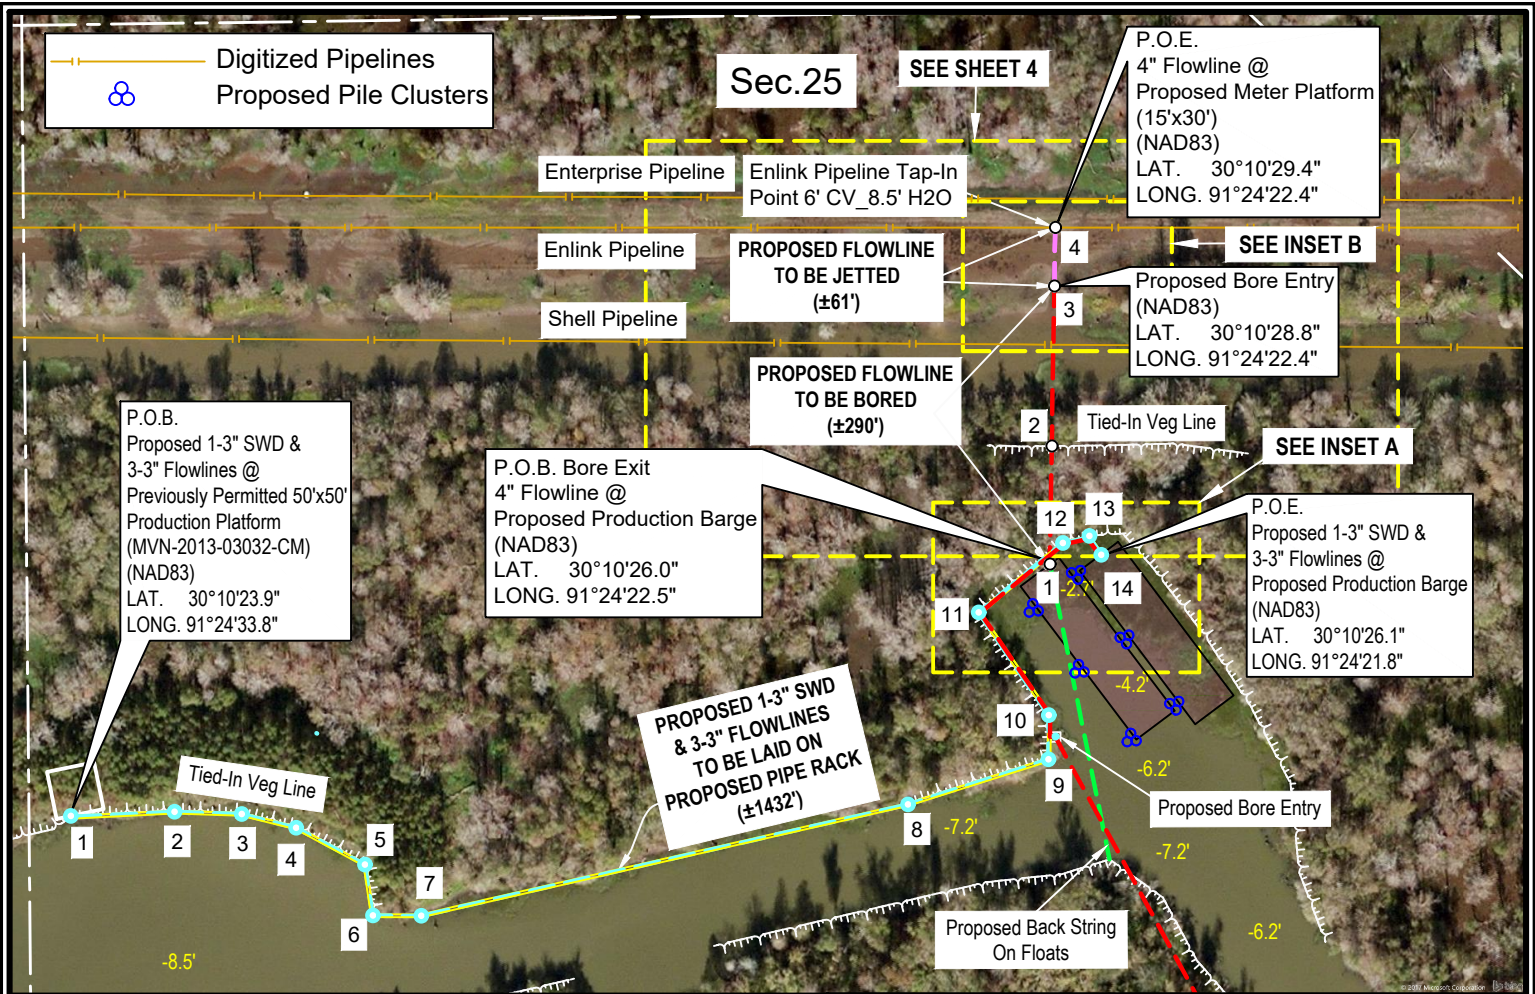 Digitized Pipelines
Proposed Pile Clusters
Sec.25
SEE SHEET 4
P.O.E.
4" Flowline @
Proposed Meter Platform
(15'x30')
(NAD83)
LAT. 30°10'29.4"
LONG. 91°24'22.4"
Enterprise Pipeline
Enlink Pipeline Tap-In
Point 6' CV_8.5' H2O
Enlink Pipeline
PROPOSED FLOWLINE
TO BE JETTED
(±61')
4
SEE INSET B
3
Proposed Bore Entry
(NAD83)
LAT. 30°10'28.8"
LONG. 91°24'22.4"
Shell Pipeline
PROPOSED FLOWLINE
TO BE BORED
(±290')
2
Tied-In Veg Line
SEE INSET A
P.O.B.
Proposed 1-3" SWD &
3-3" Flowlines @
Previously Permitted 50'x50'
Production Platform
(MVN-2013-03032-CM)
(NAD83)
LAT. 30°10'23.9"
LONG. 91°24'33.8"
P.O.B. Bore Exit
4" Flowline @
Proposed Production Barge
(NAD83)
LAT. 30°10'26.0"
LONG. 91°24'22.5"
12
13
P.O.E.
Proposed 1-3" SWD &
3-3" Flowlines @
Proposed Production Barge
(NAD83)
LAT. 30°10'26.1"
LONG. 91°24'21.8"
1
-2.7'
14
11
-4.2'
10
PROPOSED 1-3" SWD
& 3-3" FLOWLINES
TO BE LAID ON
PROPOSED PIPE RACK
(±1432')
-6.2'
9
Proposed Bore Entry
Tied-In Veg Line
1
2
3
4
5
6
7
8
-7.2'
-7.2'
Proposed Back String
On Floats
-6.2'
-8.5'
© 2017 Microsoft Corporation